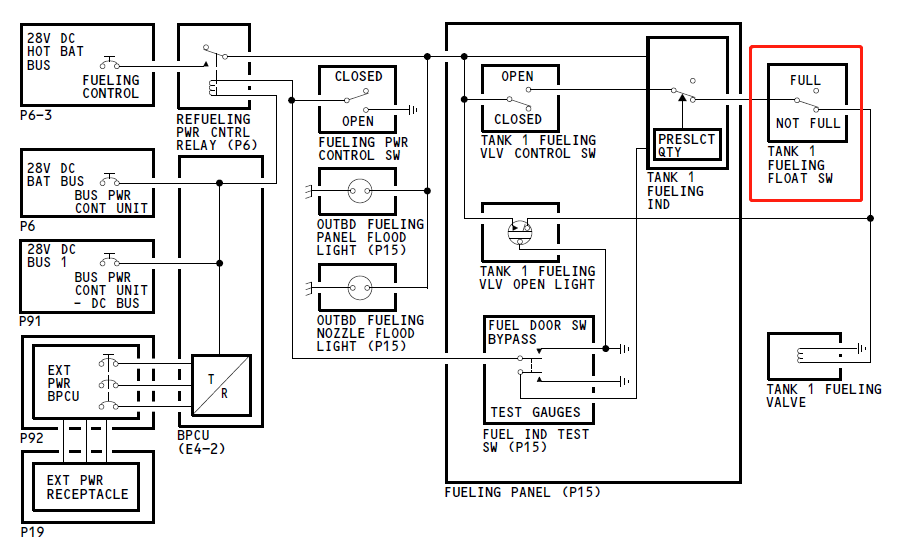 28V DC
HOT BAT
BUS
FUELING
CONTROL
P6-3
REFUELING
PWR CNTRL
RELAY (P6)
CLOSED
OPEN
FUELING PWR
CONTROL SW
OPEN
CLOSED
TANK 1 FUELING
VLV CONTROL SW
PRESLCT
QTY
TANK 1
FUELING
IND
FULL
NOT FULL
TANK 1
FUELING
FLOAT SW
28V DC
BAT BUS
BUS PWR
CONT UNIT
P6
OUTBD FUELING
PANEL FLOOD
LIGHT (P15)
28V DC
BUS 1
BUS PWR
CONT UNIT
- DC BUS
P91
OUTBD FUELING
NOZZLE FLOOD
LIGHT (P15)
TANK 1 FUELING
VLV OPEN LIGHT
FUEL DOOR SW
BYPASS
TEST GAUGES
FUEL IND TEST
SW (P15)
TANK 1 FUELING
VALVE
EXT
PWR
BPCU
P92
T
R
BPCU
(E4-2)
EXT PWR
RECEPTACLE
P19
FUELING PANEL (P15)